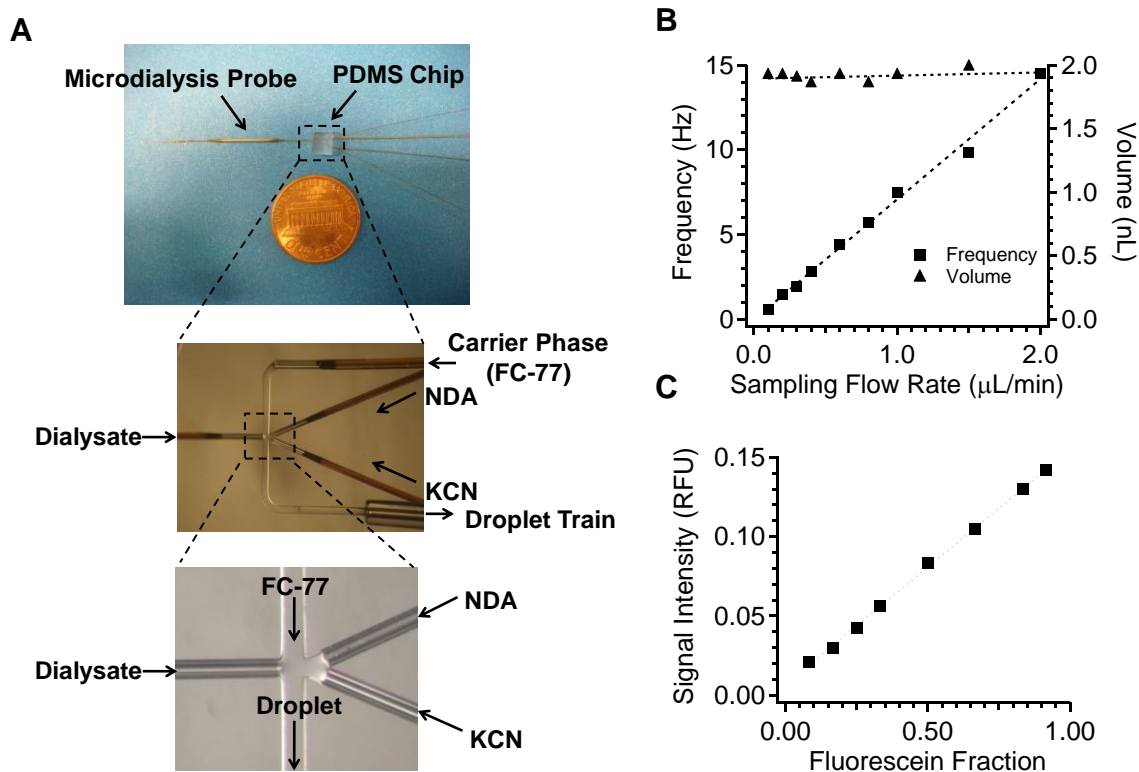 A
Microdialysis Probe
PDMS Chip
ONE CENT
Carrier Phase
(FC-77)
NDA
Dialysate
KCN
Droplet Train
FC-77
NDA
Dialysate
Droplet
KCN
B
15
10
5
0
Frequency (Hz)
2.0
1.5
1.0
0.5
0.0
Volume (nL)
Frequency
Volume
0.0
1.0
2.0
Sampling Flow Rate (μL/min)
C
0.15
0.10
0.05
0.00
Signal Intensity (RFU)
0.00
0.50
1.00
Fluorescein Fraction